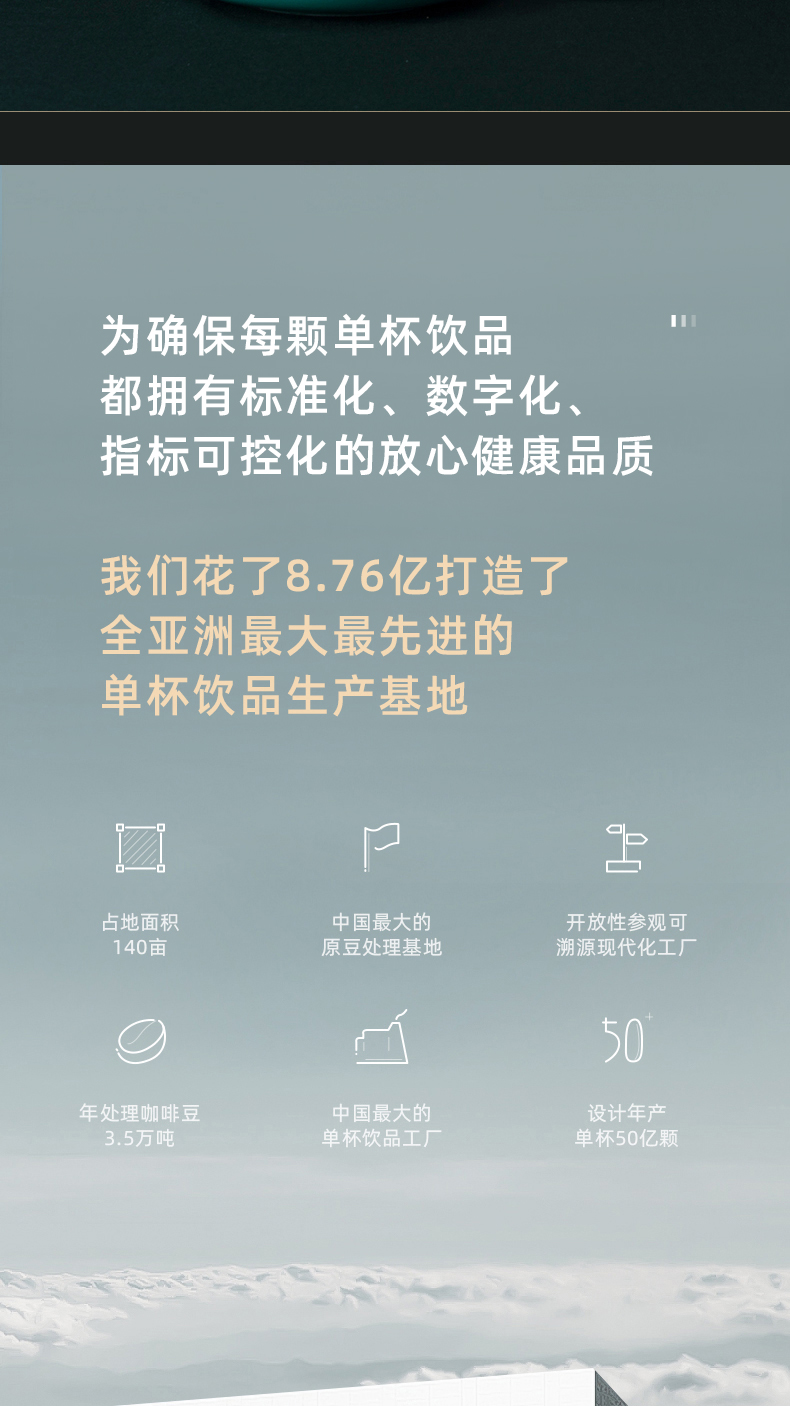 为确保每颗单杯饮品
都拥有标准化、数字化、
指标可控化的放心健康品质
我们花了8.76亿打造了
全亚洲最大最先进的
单杯饮品生产基地
占地面积
140亩
中国最大的
原豆处理基地
开放性参观可
溯源现代化工厂
50+
年处理咖啡豆
3.5万吨
中国最大的
单杯饮品工厂
设计年产
单杯50亿颗